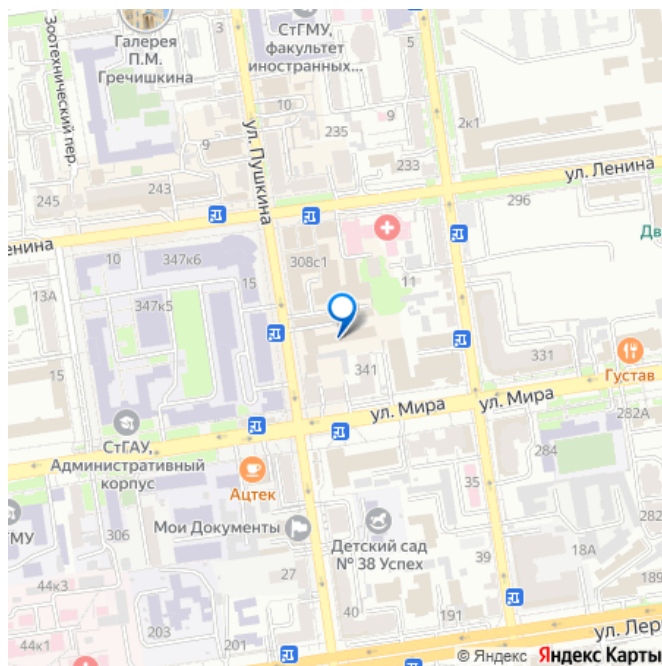 Зоотехнический пер.
3
Галерея
П.М.
Гречишкина
СтГМУ,
факультет
иностранных...
10
235
9
2к1
9
ул. Пушкина
233
ул. Ленина
243
245
296
енина
Дв
10
347к6
308с1
11
13А
347к5
15
15
341
331
Густав
ул. Мира
ул. Мира
282А
СтГАУ,
Административный
корпус
284
Ацтек
35
ГМУ
306
Мои Документы
Детский сад
№ 38 Успех
39
18А
44к3
27
189
40
191
203
201
44к1
ул. Лер
© Яндекс Яндекс Карты